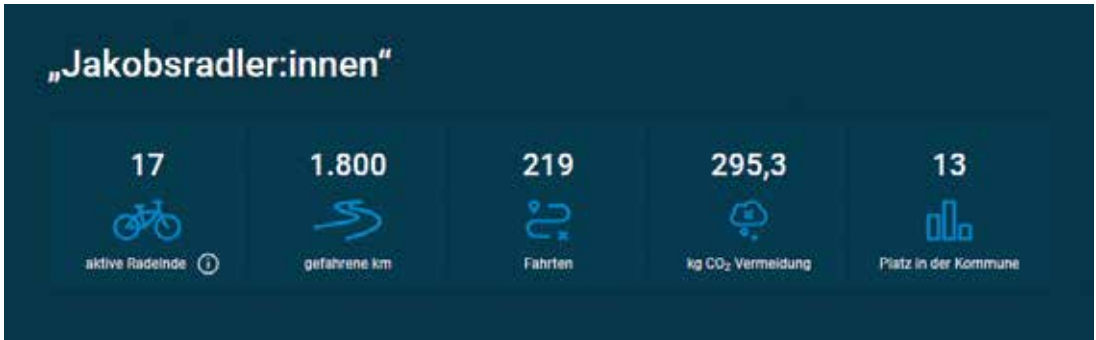 „Jakobsradler:innen“
17 1.800 219 295,3 13
aktive Radelnde gefahrene km Fahrten kg CO₂ Vermeidung Platz in der Kommune